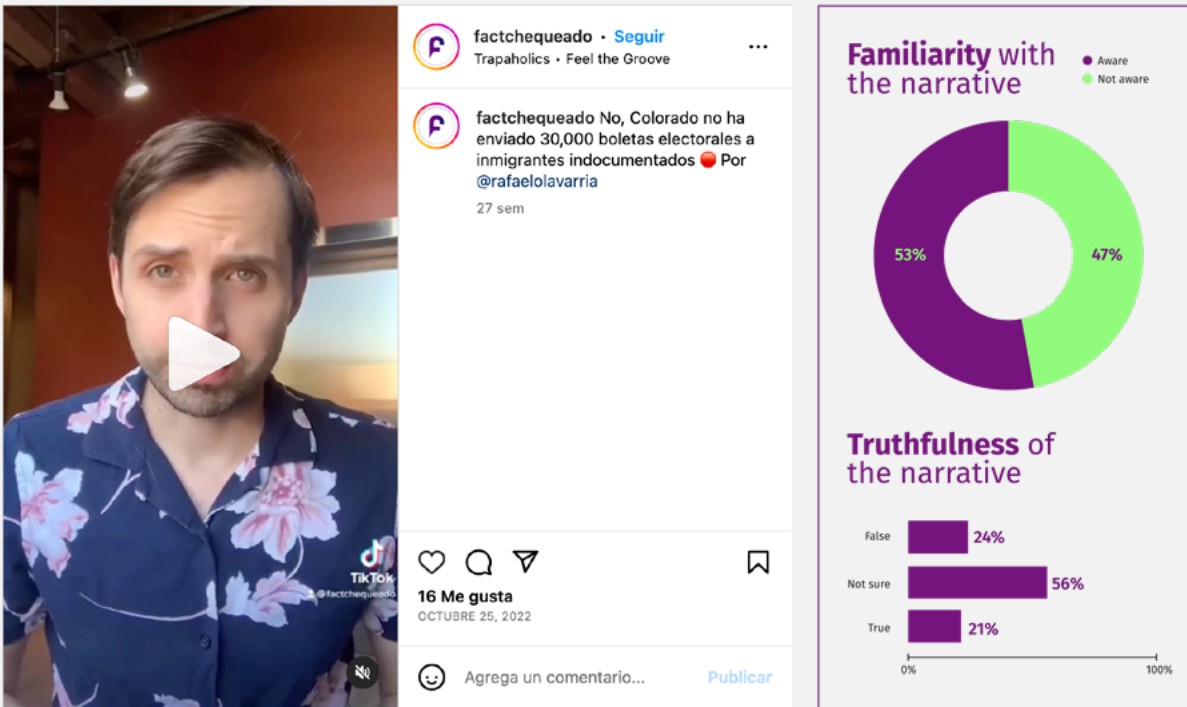 factchequeado • Seguir
Trapaholics • Feel the Groove
factchequeado No, Colorado no ha
enviado 30,000 boletas electorales a
inmigrantes indocumentados 🔴 Por
@rafaelolavarria
27 sem
TikTok
@factchequeado
16 Me gusta
OCTUBRE 25, 2022
Agrega un comentario...
Publicar
Familiarity with
the narrative
Aware
Not aware
53%
47%
Truthfulness of
the narrative
False 24%
Not sure 56%
True 21%
0% 100%